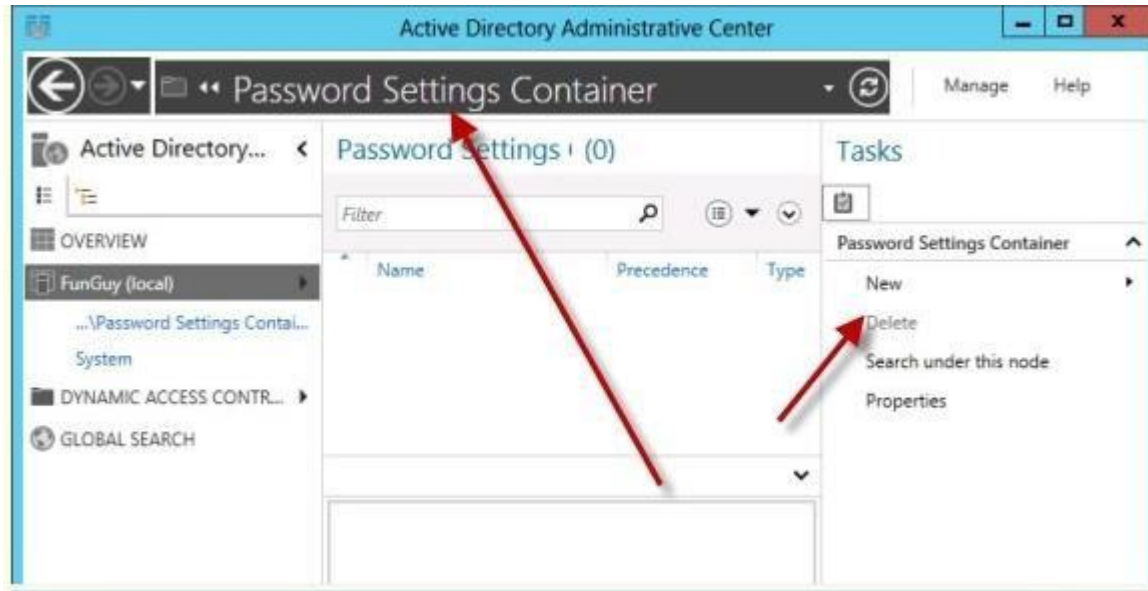 Active Directory Administrative Center
‹‹ Password Settings Container
Manage Help
Active Directory...
OVERVIEW
FunGuy (local)
...\Password Settings Contai...
System
DYNAMIC ACCESS CONTR...
GLOBAL SEARCH
Password Settings (0)
Filter
Name Precedence Type
Tasks
Password Settings Container
New
Delete
Search under this node
Properties